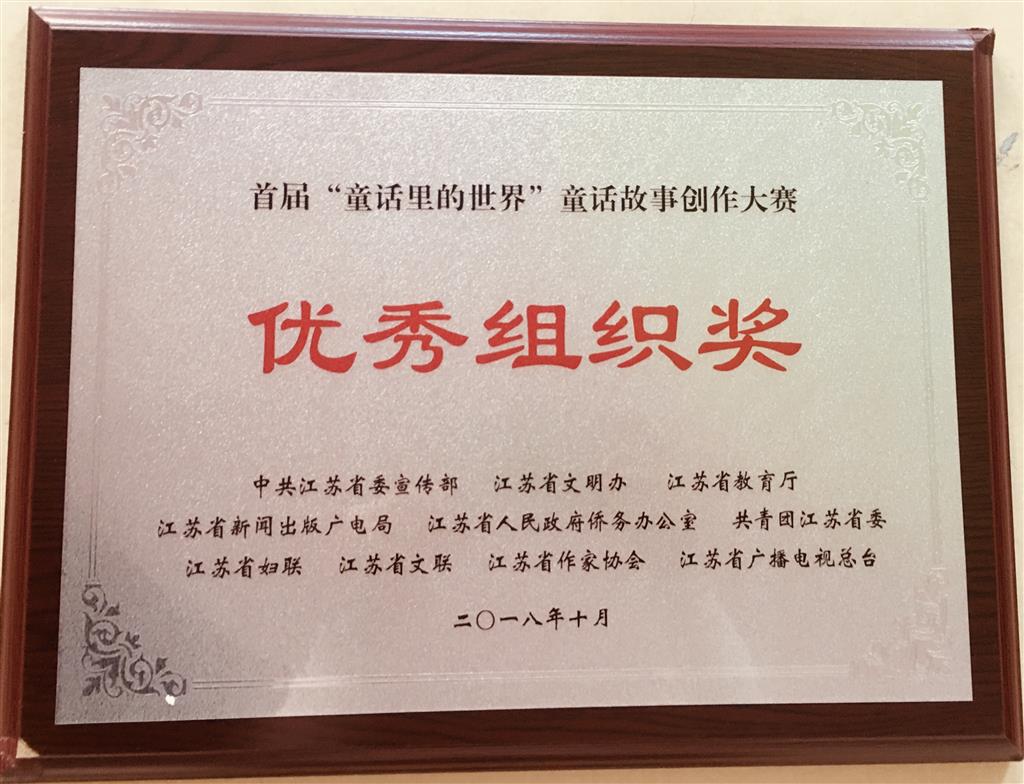 首届“童话里的世界”童话故事创作大赛
优秀组织奖
中共江苏省委宣传部 江苏省文明办 江苏省教育厅
江苏省新闻出版广电局 江苏省人民政府侨务办公室 共青团江苏省委
江苏省妇联 江苏省文联 江苏省作家协会 江苏省广播电视总台
二〇一八年十月